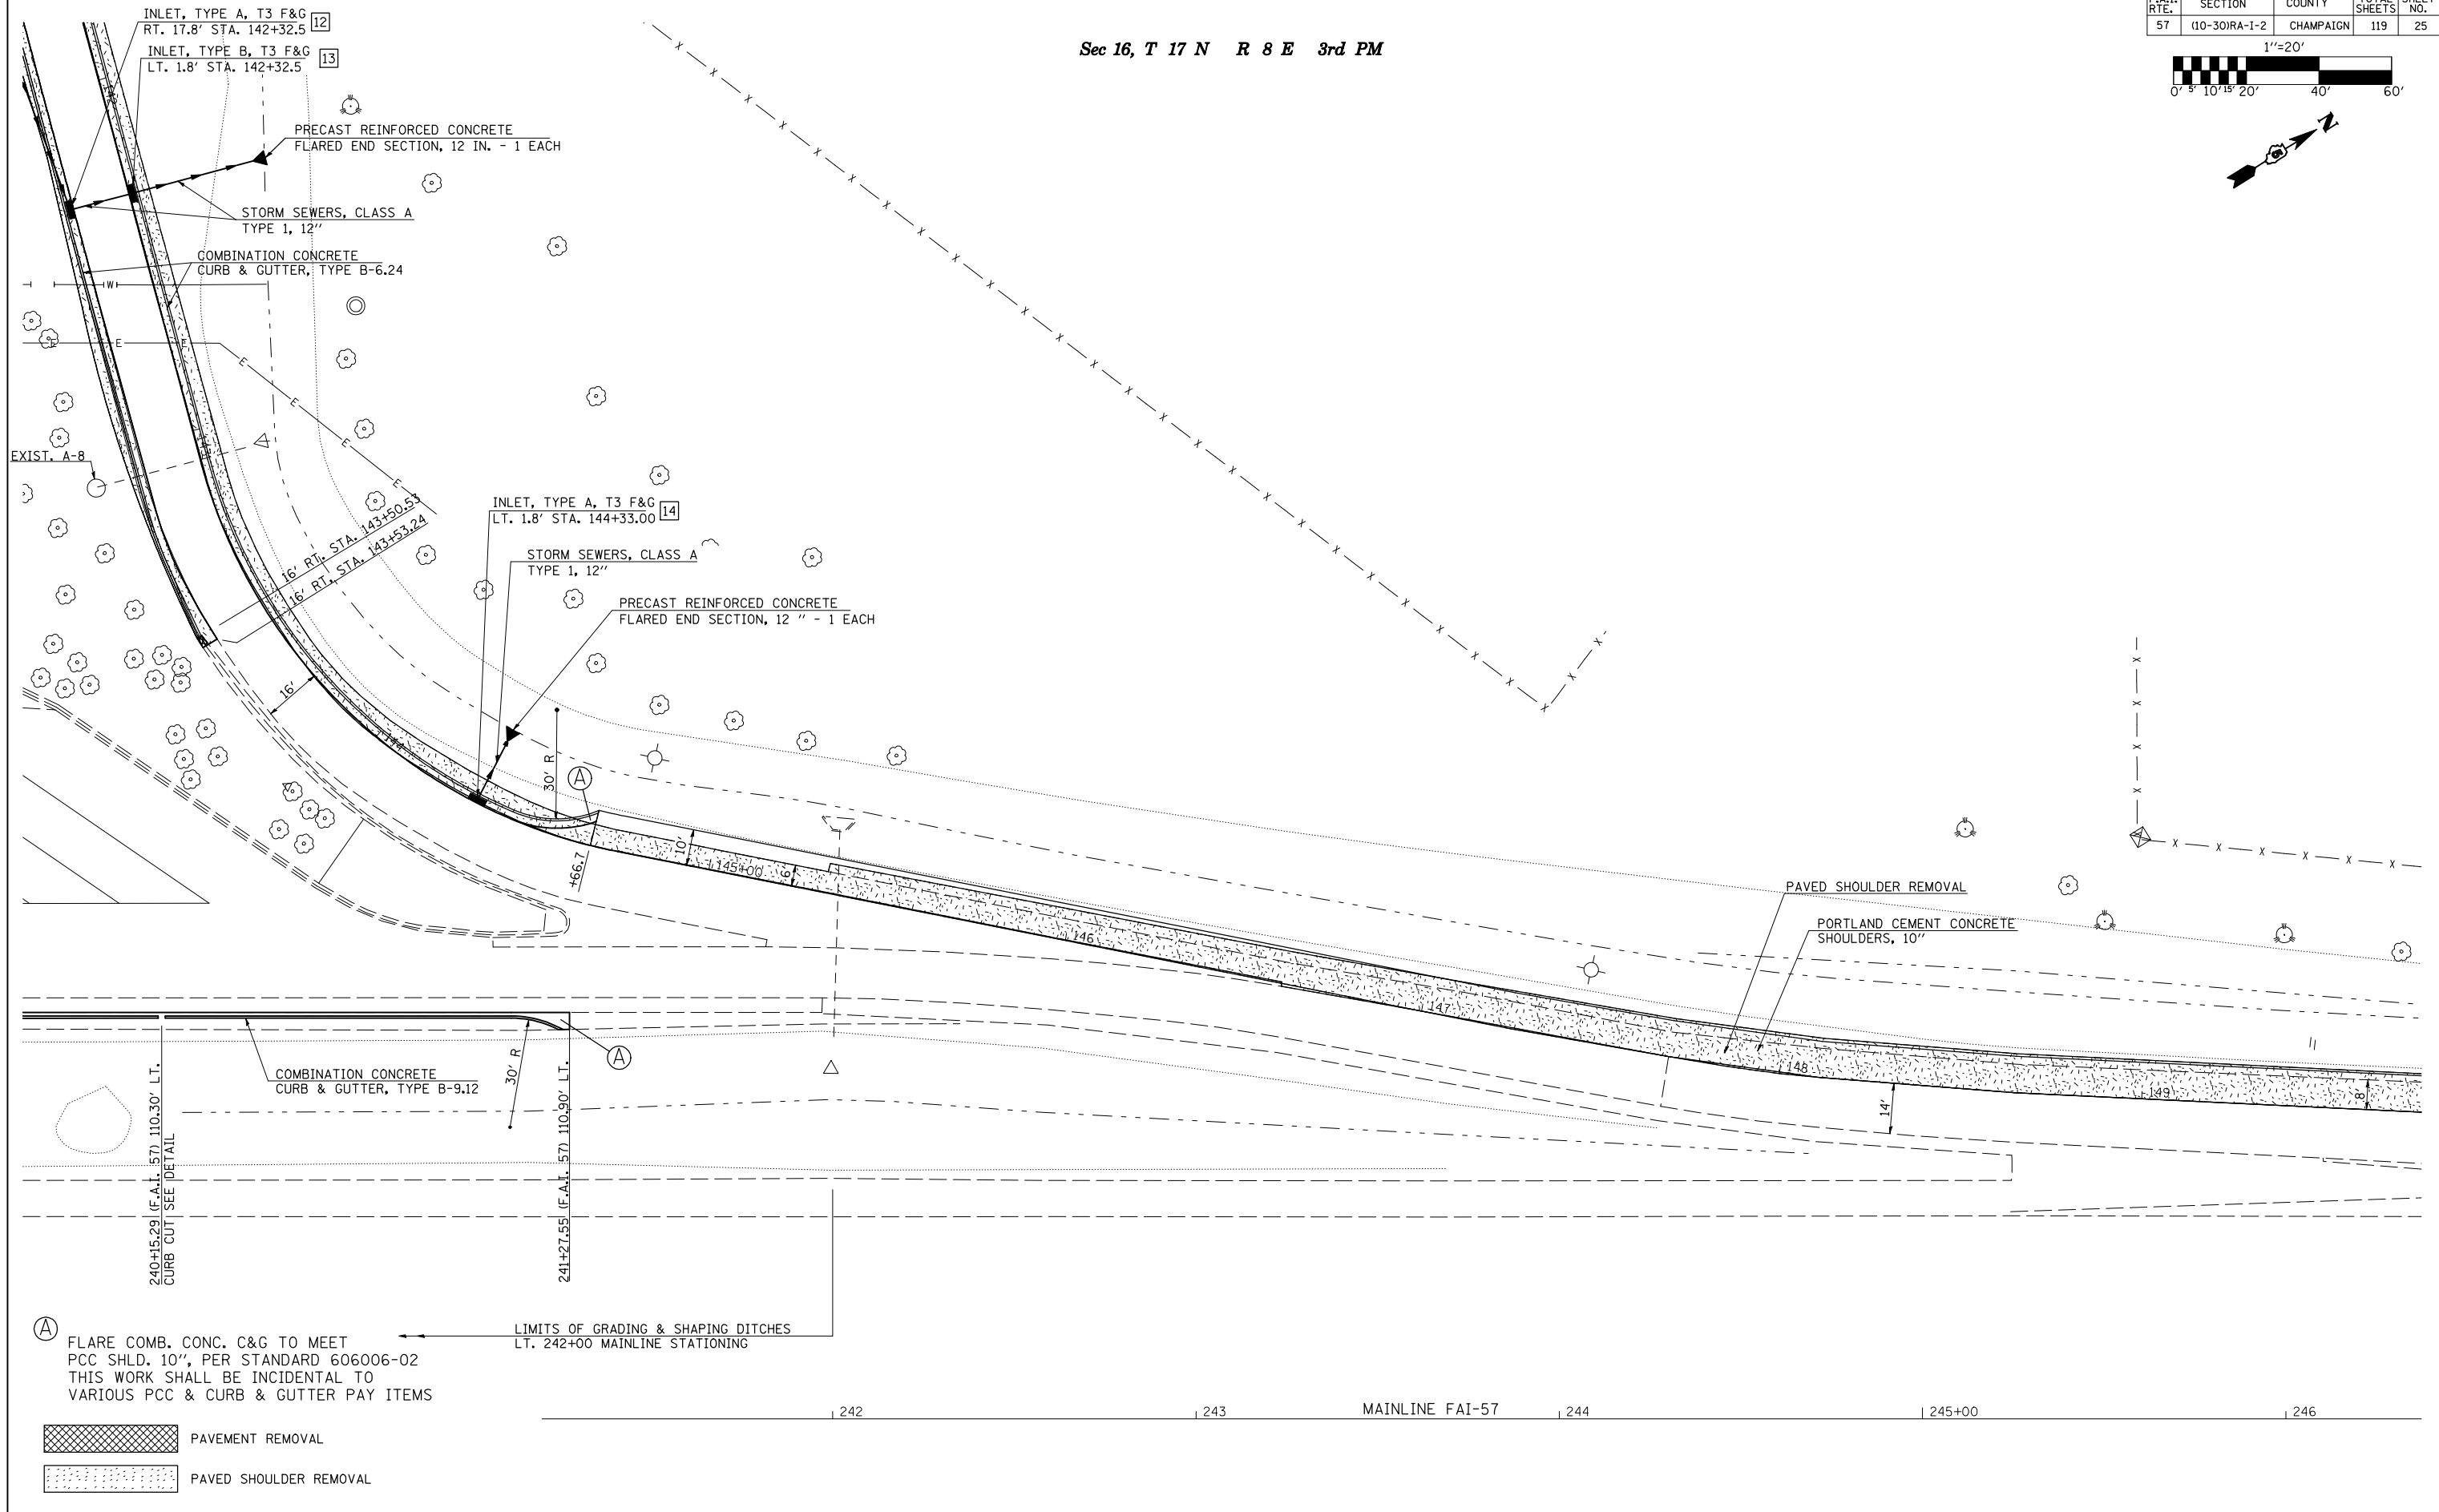 INLET, TYPE A, T3 F&G 12
RT. 17.8' STA. 142+32.5
INLET, TYPE B, T3 F&G 13
LT. 1.8' STA. 142+32.5
Sec 16, T 17 N R 8 E 3rd PM
RTE. SECTION COUNTY SHEETS NO.
57 (10-30)RA-I-2 CHAMPAIGN 119 25
1"=20'
0' 5' 10' 15' 20' 40' 60'
N
PRECAST REINFORCED CONCRETE
FLARED END SECTION, 12 IN. - 1 EACH
STORM SEWERS, CLASS A
TYPE 1, 12"
COMBINATION CONCRETE
CURB & GUTTER, TYPE B-6.24
W
E E E E E E E
EXIST. A-8
16' RT. STA. 143+50.53
16' RT. STA. 143+53.24
INLET, TYPE A, T3 F&G 14
LT. 1.8' STA. 144+33.00
STORM SEWERS, CLASS A
TYPE 1, 12"
PRECAST REINFORCED CONCRETE
FLARED END SECTION, 12 " - 1 EACH
16'
144
30' R
A
+66.7
10'
145+00
6'
146
147
148
149
PAVED SHOULDER REMOVAL
PORTLAND CEMENT CONCRETE
SHOULDERS, 10"
14'
8'
COMBINATION CONCRETE
CURB & GUTTER, TYPE B-9.12
30' R
A
240+15.29 (F.A.I. 57) 110.30' LT.
CURB CUT SEE DETAIL
241+27.55 (F.A.I. 57) 110.90' LT.
LIMITS OF GRADING & SHAPING DITCHES
LT. 242+00 MAINLINE STATIONING
A FLARE COMB. CONC. C&G TO MEET
PCC SHLD. 10", PER STANDARD 606006-02
THIS WORK SHALL BE INCIDENTAL TO
VARIOUS PCC & CURB & GUTTER PAY ITEMS
242 243 MAINLINE FAI-57 244 245+00 246
PAVEMENT REMOVAL
PAVED SHOULDER REMOVAL